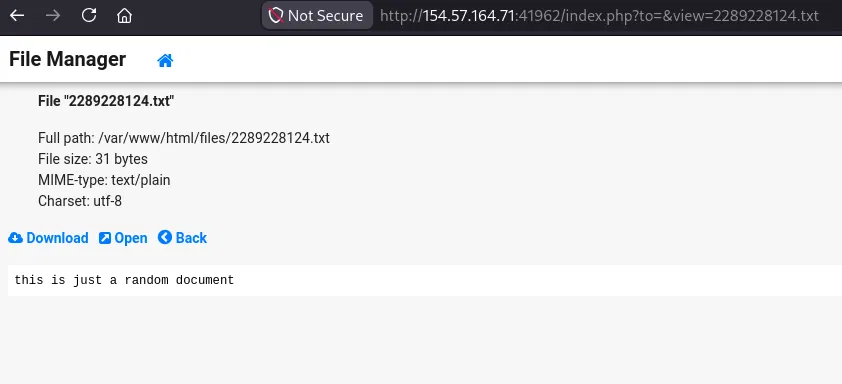 Not Secure http://154.57.164.71:41962/index.php?to=&view=2289228124.txt
File Manager
File "2289228124.txt"
Full path: /var/www/html/files/2289228124.txt
File size: 31 bytes
MIME-type: text/plain
Charset: utf-8
Download Open Back
this is just a random document